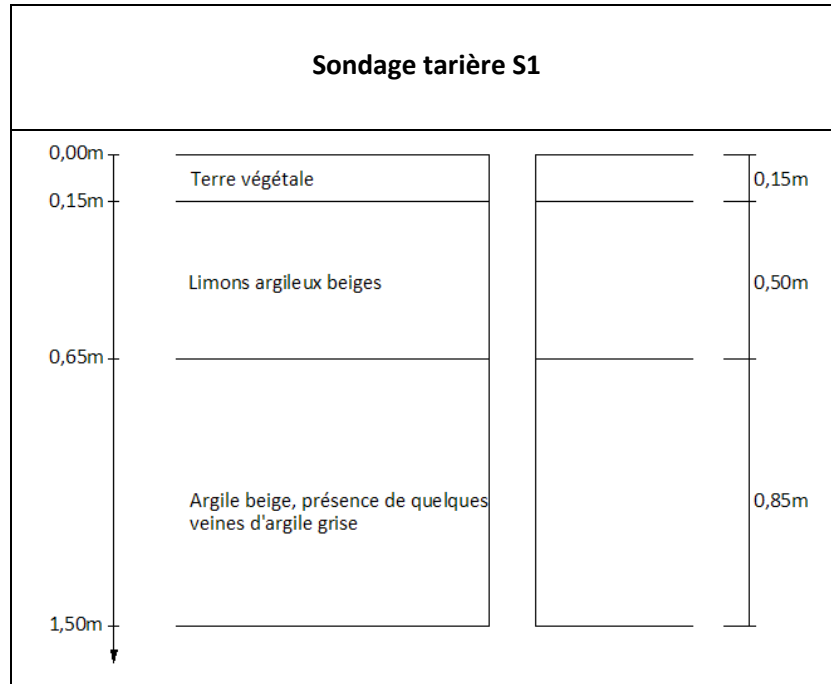 Sondage tarière S1
0,00m
Terre végétale
0,15m
0,15m
Limons argileux beiges
0,50m
0,65m
Argile beige, présence de quelques
veines d'argile grise
0,85m
1,50m